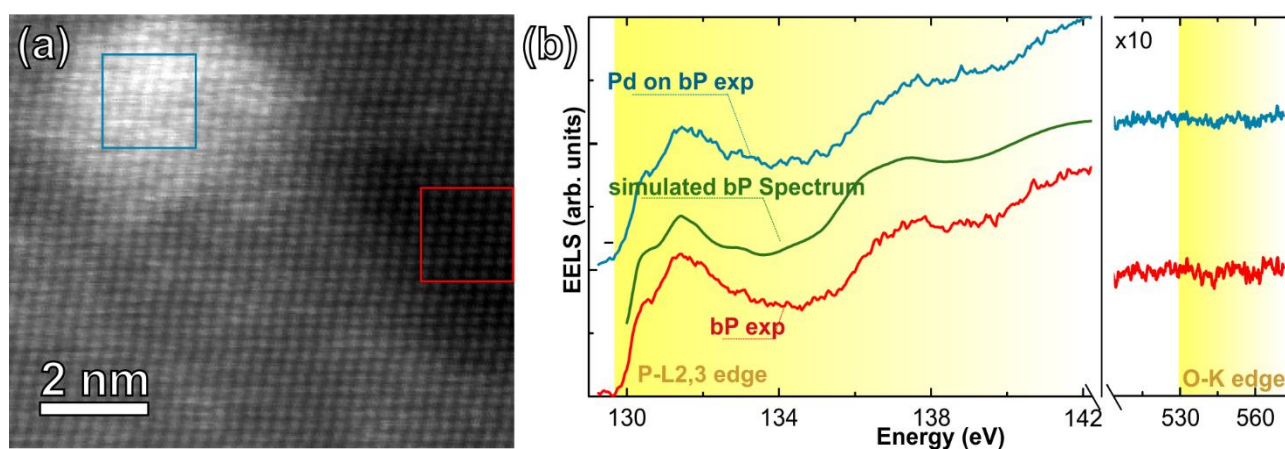 (a)
2 nm
(b)
x10
Pd on bP exp
simulated bP Spectrum
bP exp
P-L2,3 edge
O-K edge
EELS (arb. units)
130 134 138 142 530 560
Energy (eV)